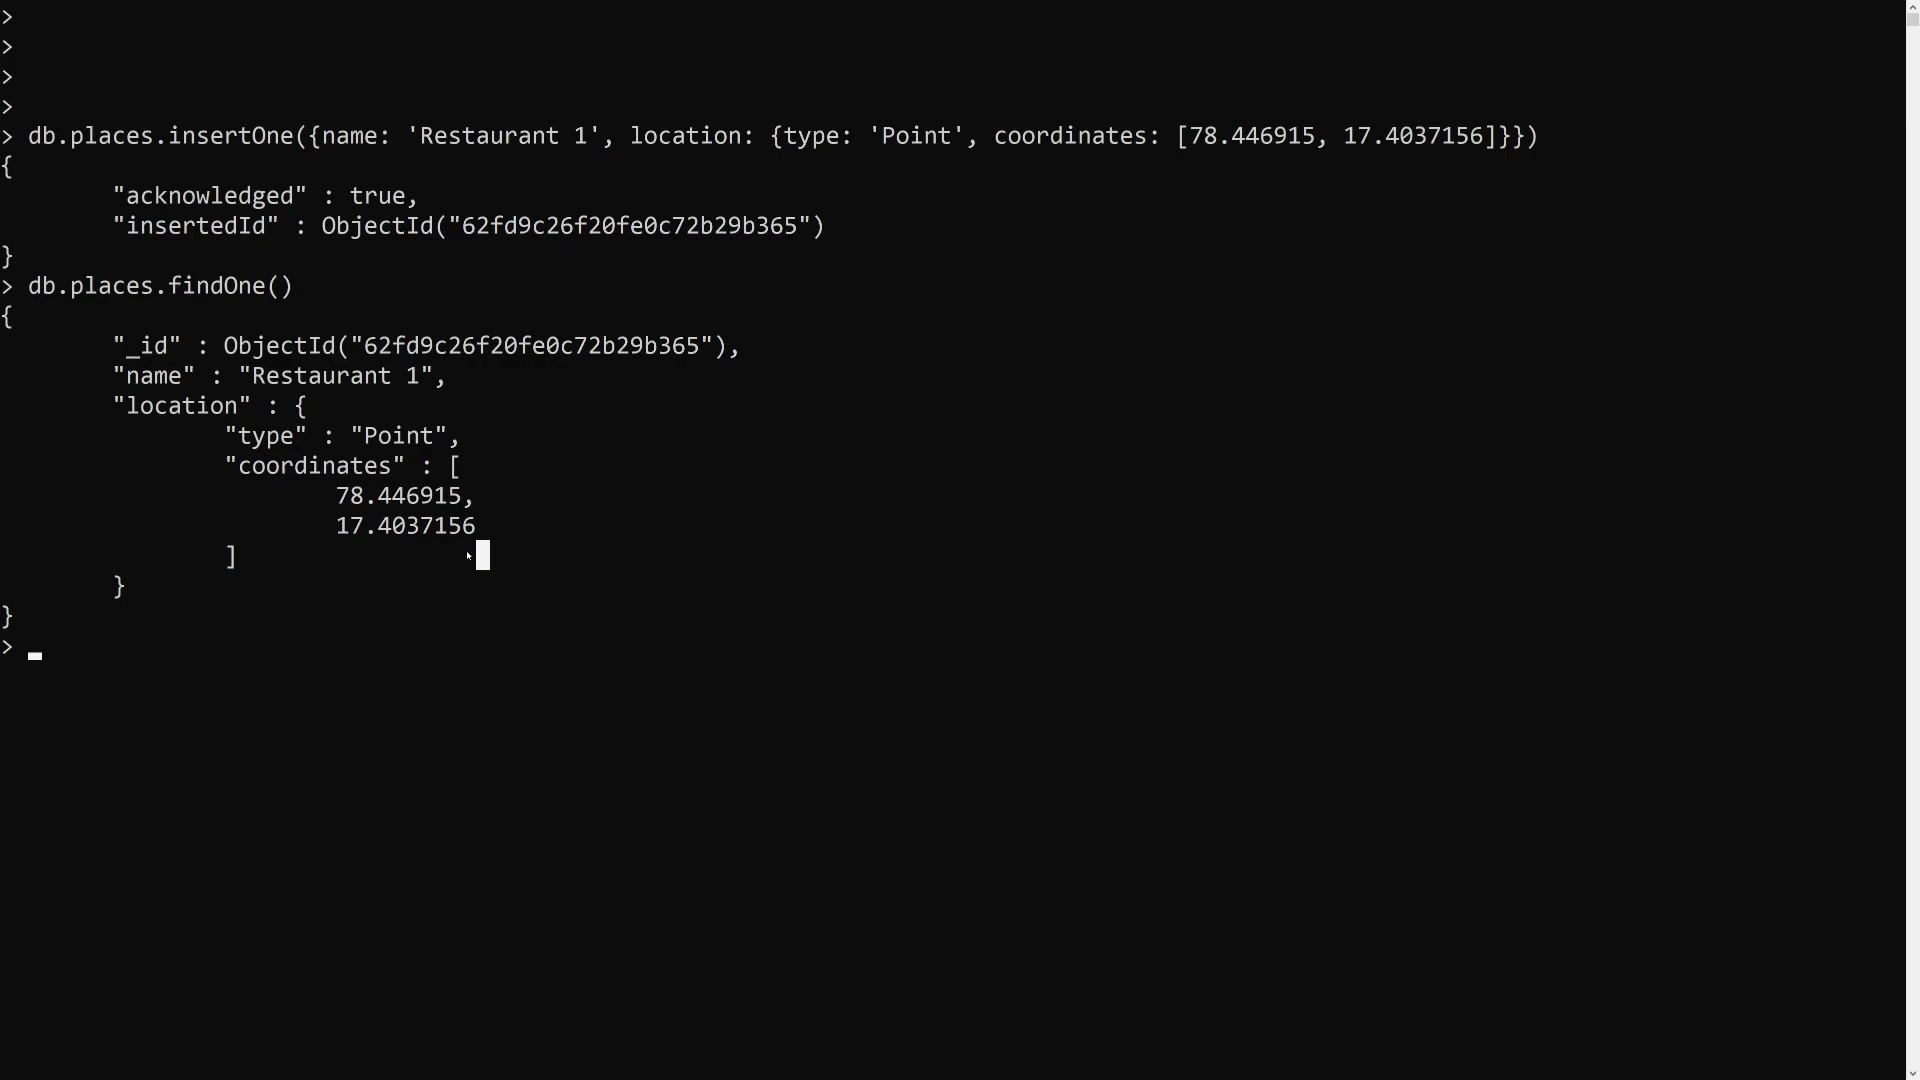 >
>
>
>
> db.places.insertOne({name: 'Restaurant 1', location: {type: 'Point', coordinates: [78.446915, 17.4037156]}})
{
        "acknowledged" : true,
        "insertedId" : ObjectId("62fd9c26f20fe0c72b29b365")
}
> db.places.findOne()
{
        "_id" : ObjectId("62fd9c26f20fe0c72b29b365"),
        "name" : "Restaurant 1",
        "location" : {
                "type" : "Point",
                "coordinates" : [
                        78.446915,
                        17.4037156
                ]
        }
}
>